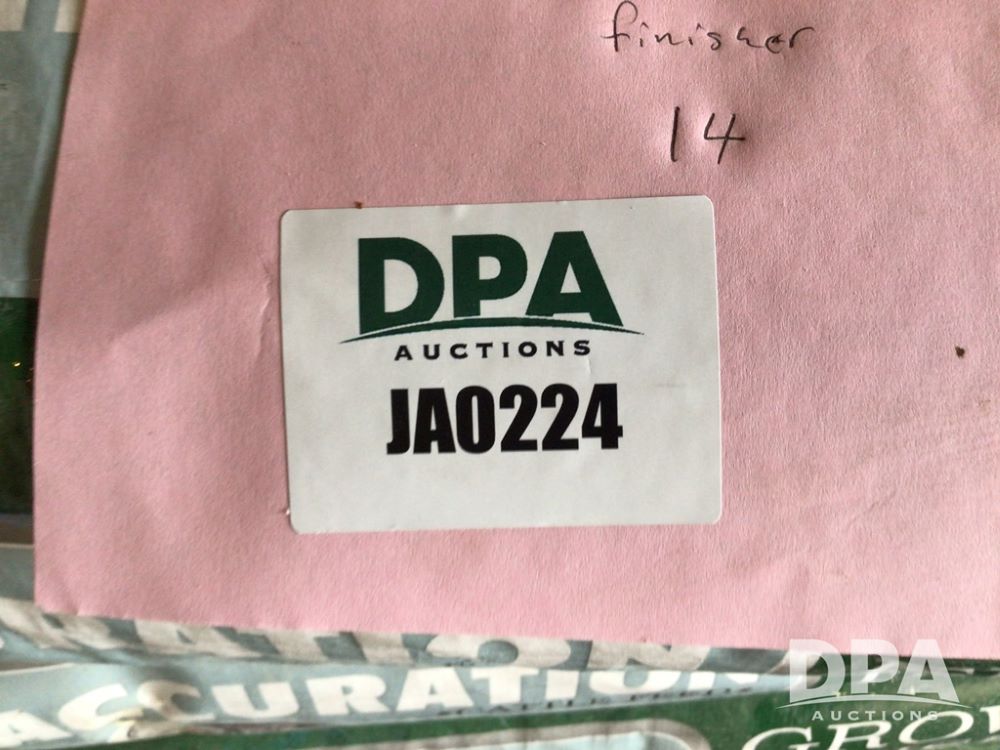 finisher
14
DPA
AUCTIONS
JA0224
ACCURATION
DPA
AUCTIONS